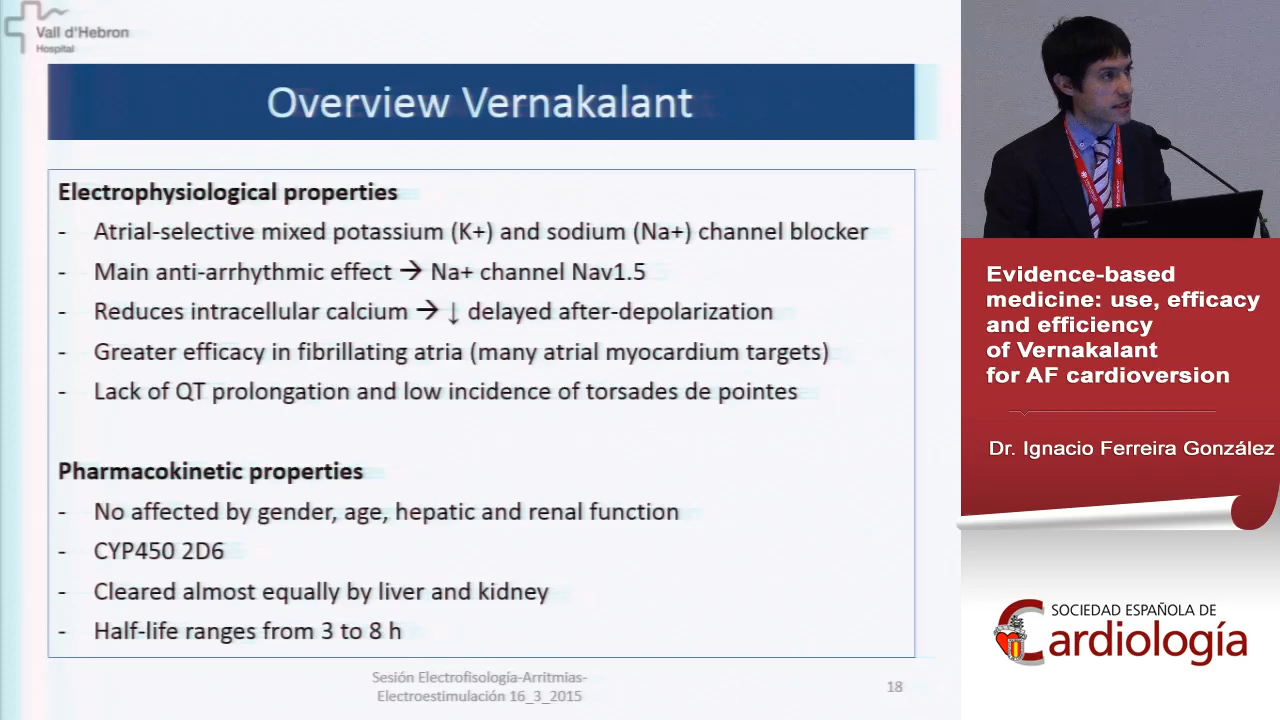 Vall d'Hebron
Hospital
Overview Vernakalant
Electrophysiological properties
- Atrial-selective mixed potassium (K+) and sodium (Na+) channel blocker
- Main anti-arrhythmic effect → Na+ channel Nav1.5
- Reduces intracellular calcium → ↓ delayed after-depolarization
- Greater efficacy in fibrillating atria (many atrial myocardium targets)
- Lack of QT prolongation and low incidence of torsades de pointes
Pharmacokinetic properties
- No affected by gender, age, hepatic and renal function
- CYP450 2D6
- Cleared almost equally by liver and kidney
- Half-life ranges from 3 to 8 h
Sesión Electrofisología-Arritmias-
Electroestimulación 16_3_2015
18
Evidence-based
medicine: use, efficacy
and efficiency
of Vernakalant
for AF cardioversion
Dr. Ignacio Ferreira González
SOCIEDAD ESPAÑOLA DE
Cardiología